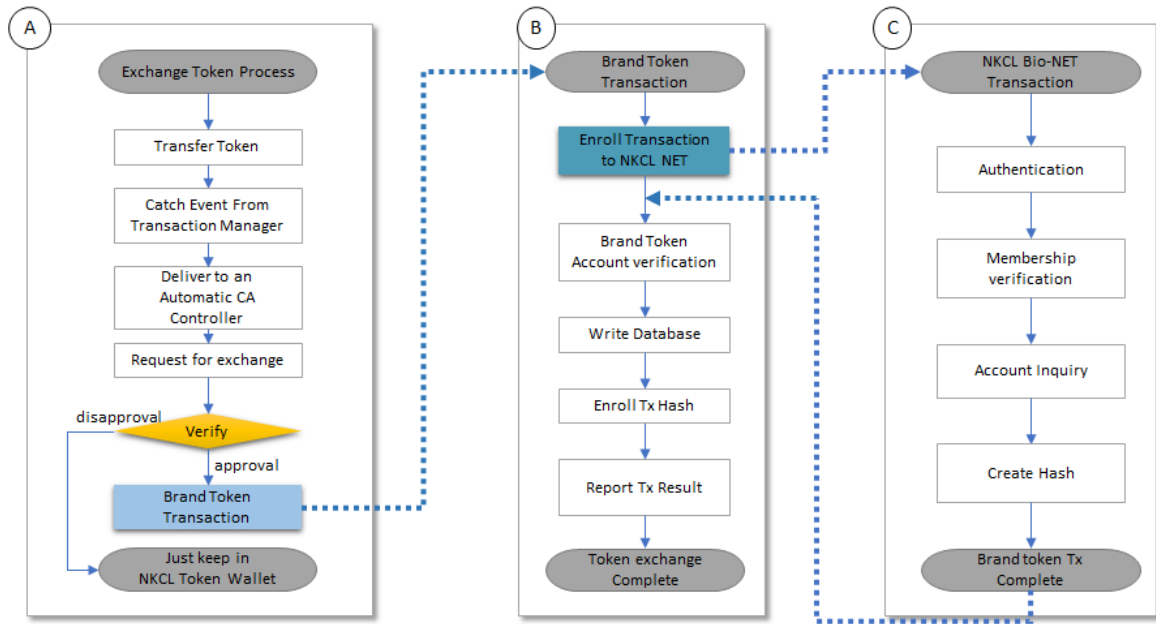 A
Exchange Token Process
Transfer Token
Catch Event From
Transaction Manager
Deliver to an
Automatic CA
Controller
Request for exchange
disapproval
Verify
approval
Brand Token
Transaction
Just keep in
NKCL Token Wallet
B
Brand Token
Transaction
Enroll Transaction
to NKCL NET
Brand Token
Account verification
Write Database
Enroll Tx Hash
Report Tx Result
Token exchange
Complete
C
NKCL Bio-NET
Transaction
Authentication
Membership
verification
Account Inquiry
Create Hash
Brand token Tx
Complete